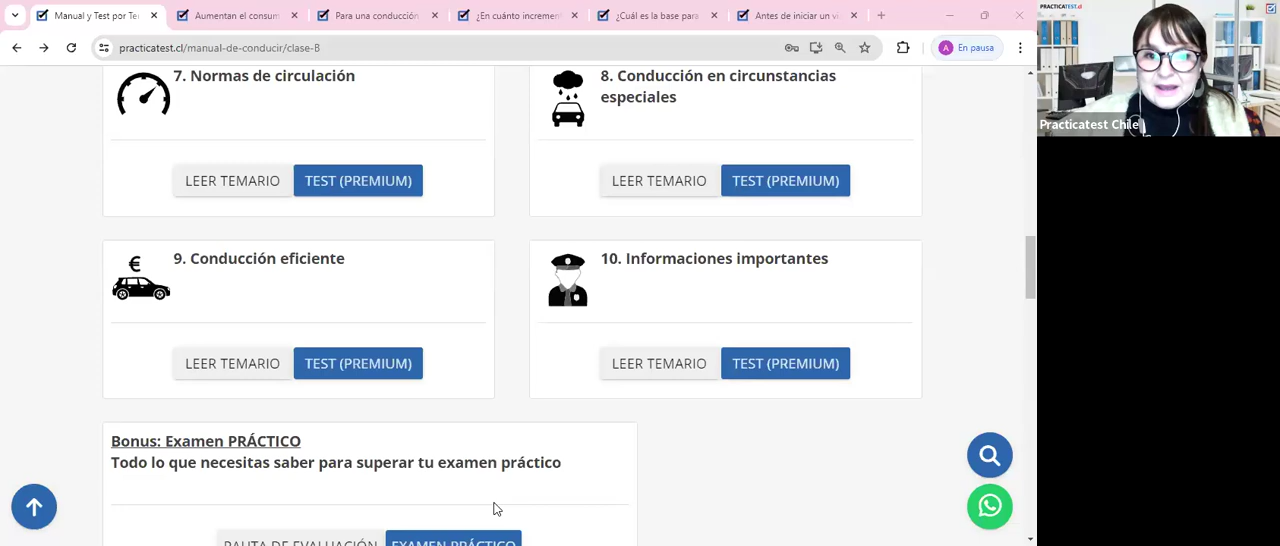 Manual y Test por Te
Aumentan el consum
Para una conducción
¿En cuánto increment
¿Cuál es la base para
Antes de iniciar un vi
practicatest.cl/manual-de-conducir/clase-B
A En pausa
PRACTICATEST.cl
Practicatest Chile
7. Normas de circulación
LEER TEMARIO
TEST (PREMIUM)
8. Conducción en circunstancias
especiales
LEER TEMARIO
TEST (PREMIUM)
€
9. Conducción eficiente
LEER TEMARIO
TEST (PREMIUM)
10. Informaciones importantes
LEER TEMARIO
TEST (PREMIUM)
Bonus: Examen PRÁCTICO
Todo lo que necesitas saber para superar tu examen práctico
PAUTA DE EVALUACIÓN
EXAMEN PRÁCTICO